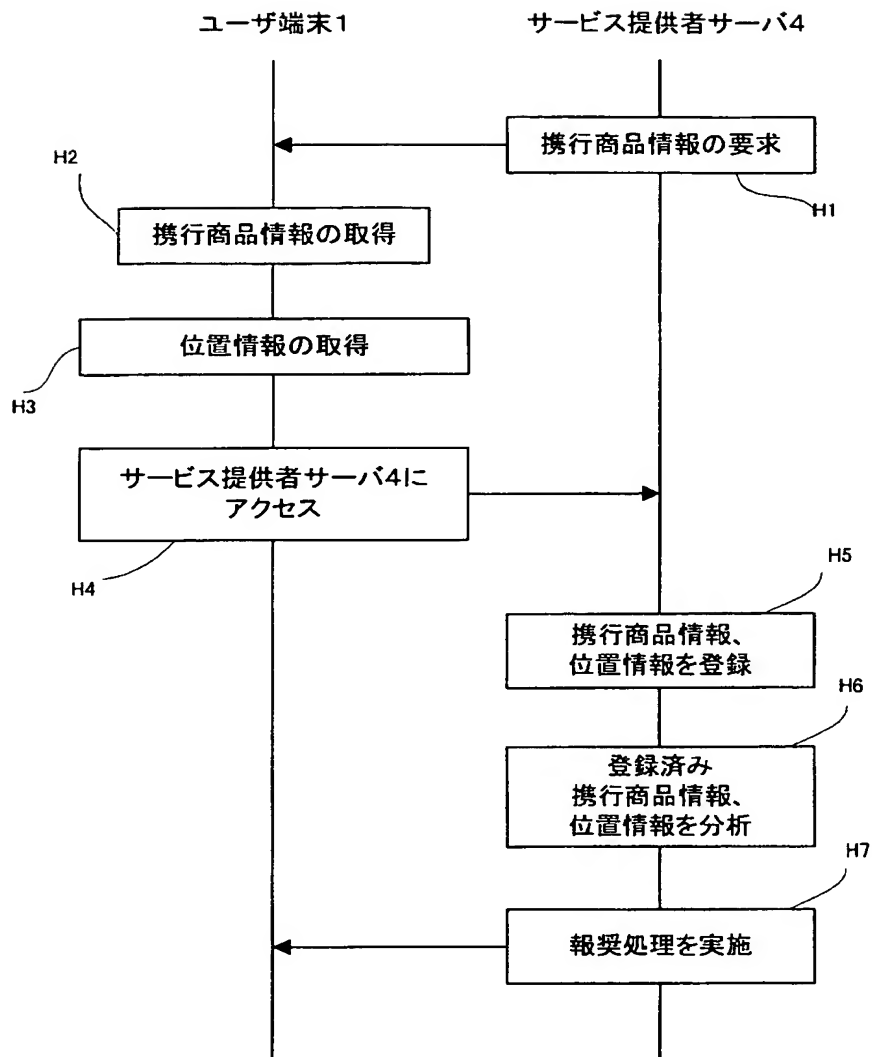 ユーザ端末1
サービス提供者サーバ4
携行商品情報の要求
H1
H2
携行商品情報の取得
位置情報の取得
H3
サービス提供者サーバ4に
アクセス
H4
H5
携行商品情報、
位置情報を登録
H6
登録済み
携行商品情報、
位置情報を分析
H7
報奨処理を実施